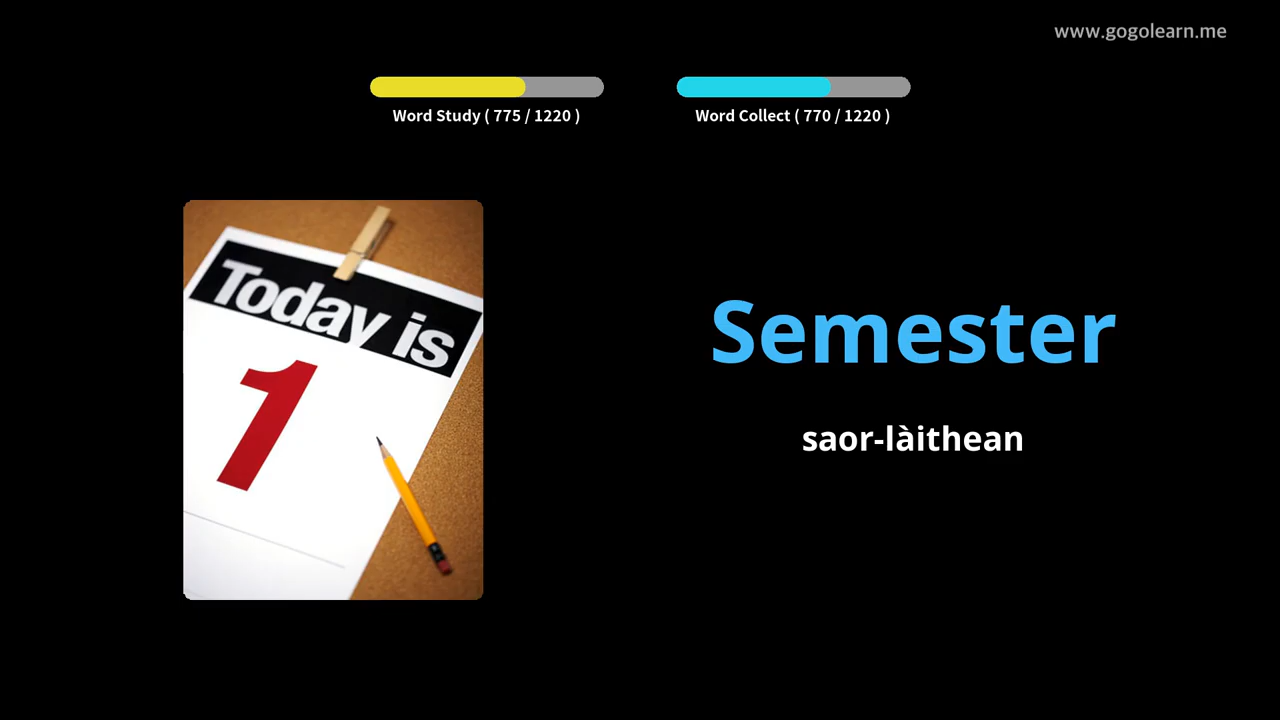 www.gogolearn.me
Word Study ( 775 / 1220 )
Word Collect ( 770 / 1220 )
Today is
1
Semester
saor-làithean